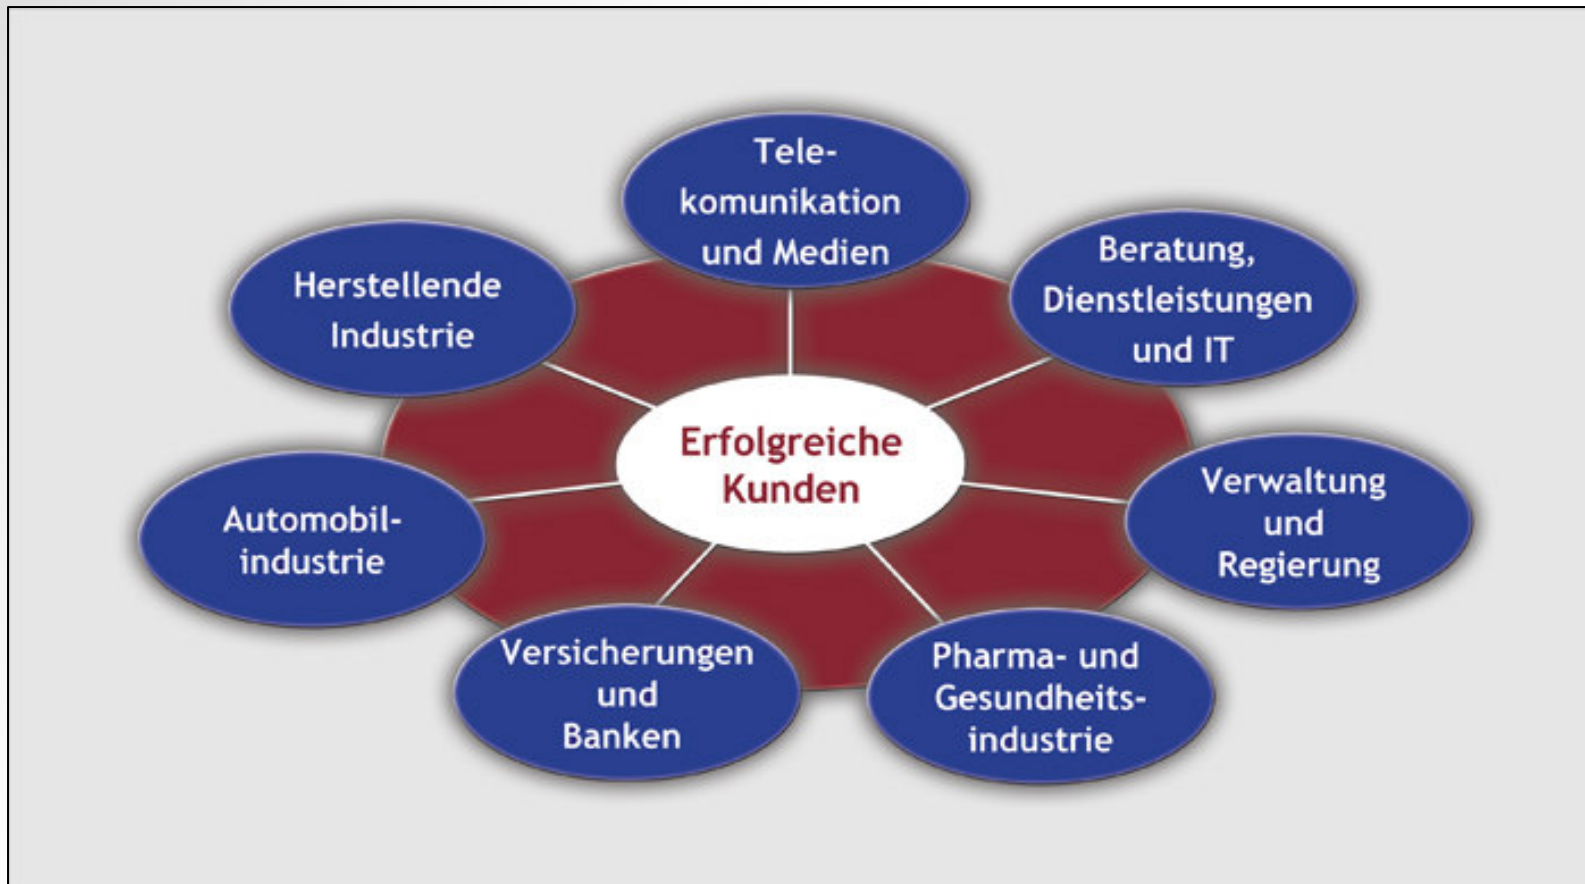 Tele-
komunikation
und Medien
Beratung,
Dienstleistungen
und IT
Herstellende
Industrie
Erfolgreiche
Kunden
Verwaltung
und
Regierung
Automobil-
industrie
Versicherungen
und
Banken
Pharma- und
Gesundheits-
industrie